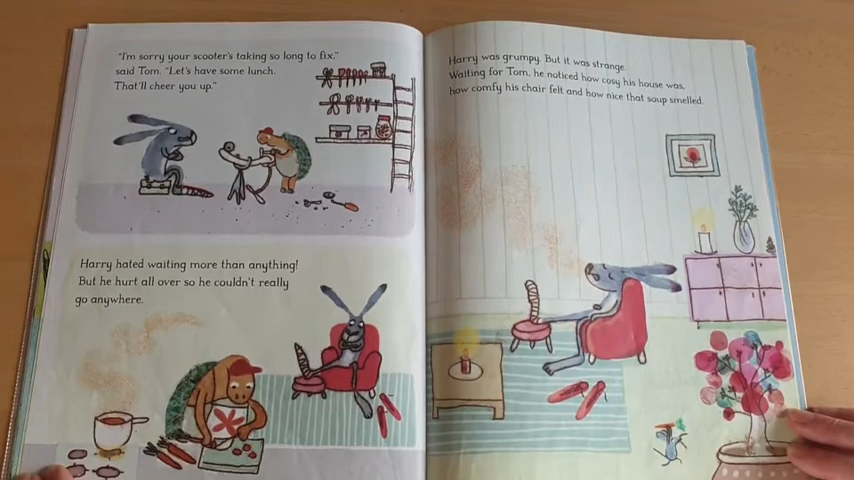 "I'm sorry your scooter's taking so long to fix,"
said Tom. "Let's have some lunch.
That'll cheer you up."
Harry hated waiting more than anything!
But he hurt all over so he couldn't really
go anywhere.
Harry was grumpy. But it was strange.
Waiting for Tom, he noticed how cosy his house was,
how comfy his chair felt and how nice that soup smelled.